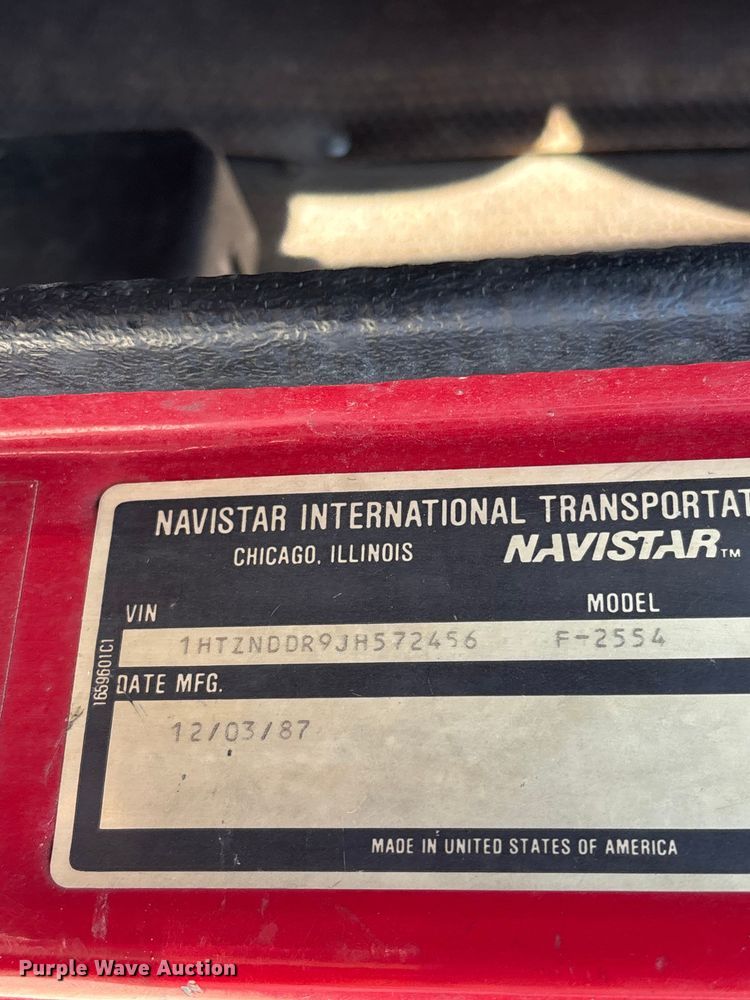 NAVISTAR INTERNATIONAL TRANSPORTAT
CHICAGO, ILLINOIS NAVISTAR™
VIN MODEL
1HTZNDDR9JH572456 F-2554
1659601C1
DATE MFG.
12/03/87
MADE IN UNITED STATES OF AMERICA
Purple Wave Auction